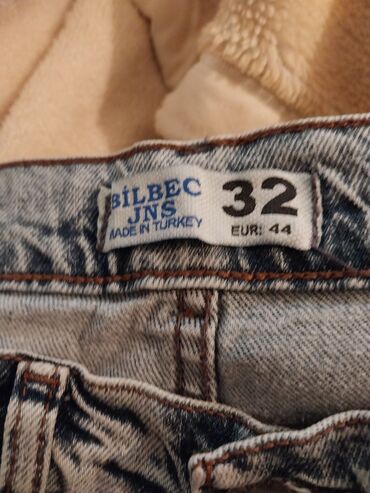 BİLBEC
JNS
MADE IN TURKEY
32
EUR: 44